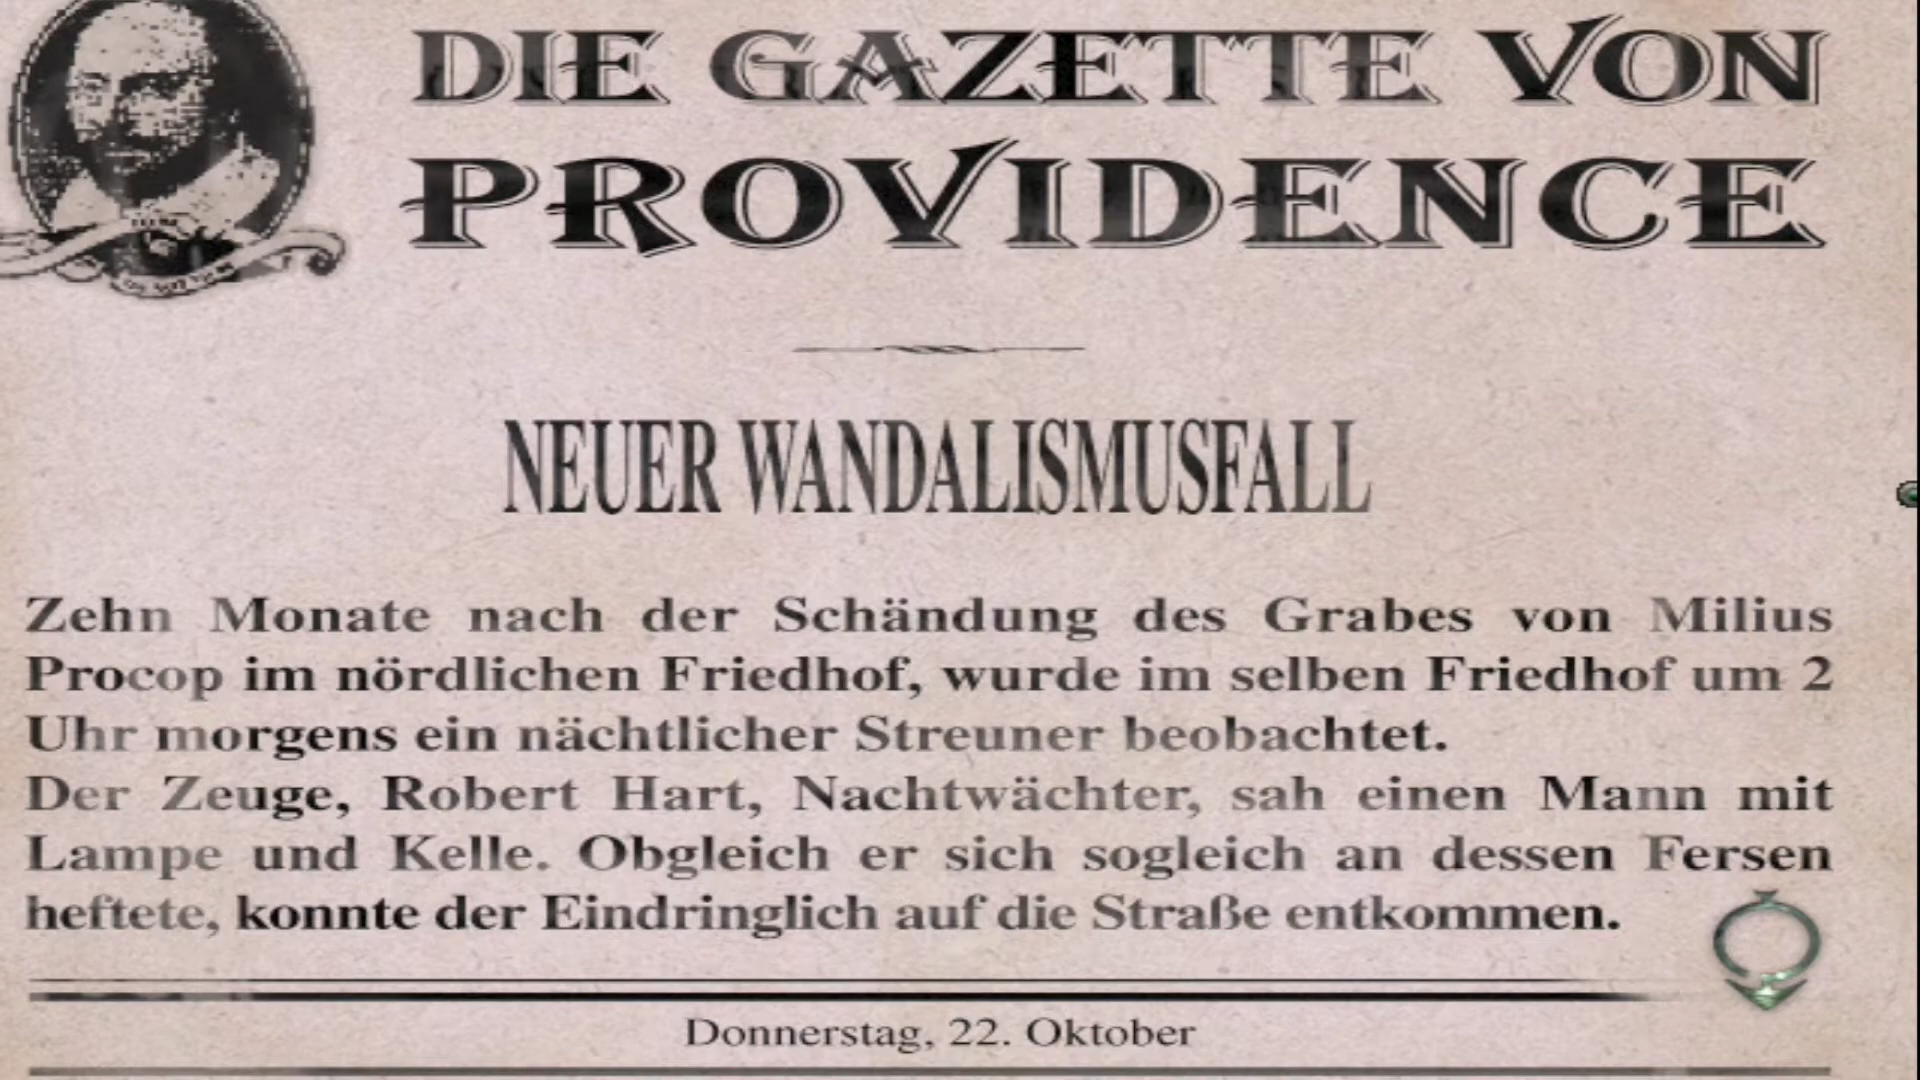 DIE GAZETTE VON
PROVIDENCE
NEUER WANDALISMUSFALL
Zehn Monate nach der Schändung des Grabes von Milius
Procop im nördlichen Friedhof, wurde im selben Friedhof um 2
Uhr morgens ein nächtlicher Streuner beobachtet.
Der Zeuge, Robert Hart, Nachtwächter, sah einen Mann mit
Lampe und Kelle. Obgleich er sich sogleich an dessen Fersen
heftete, konnte der Eindringlich auf die Straße entkommen.
Donnerstag, 22. Oktober